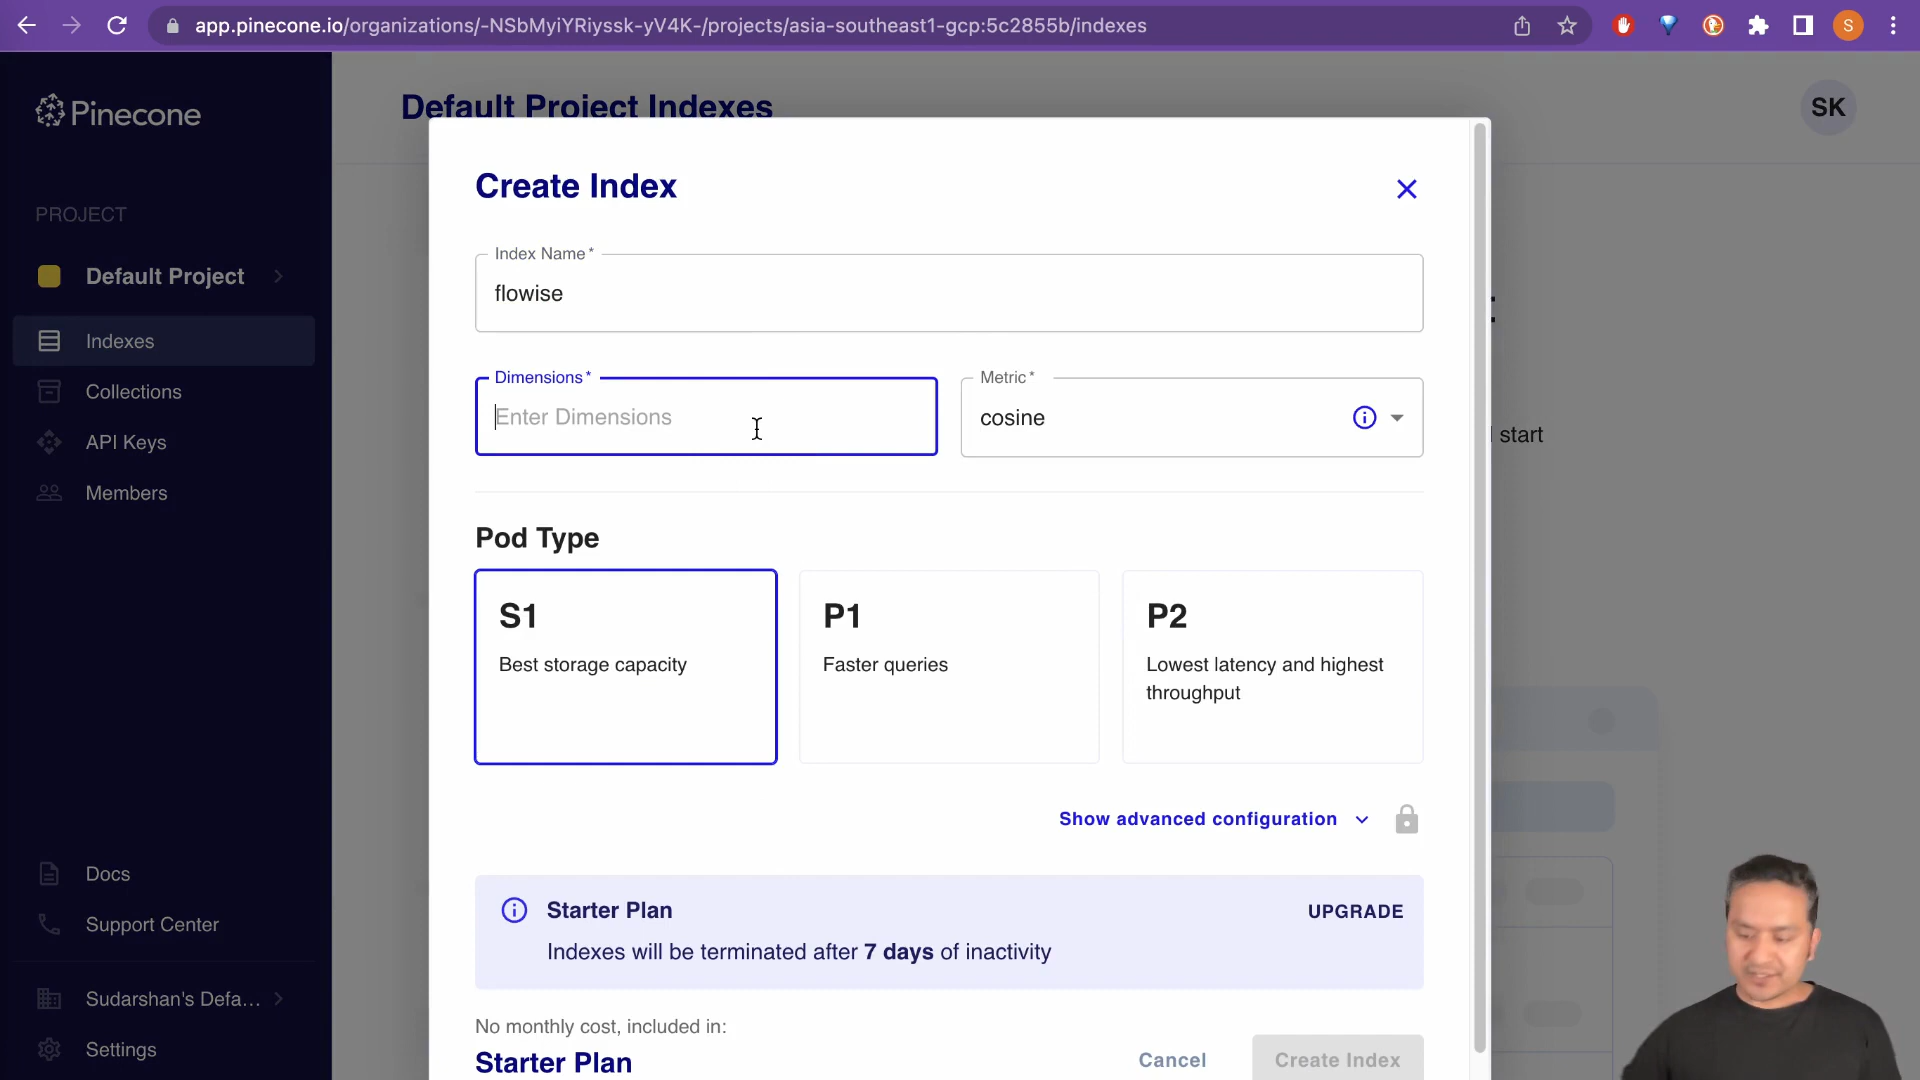 app.pinecone.io/organizations/-NSbMyiYRiyssk-yV4K-/projects/asia-southeast1-gcp:5c2855b/indexes
S
Pinecone
PROJECT
Default Project
Indexes
Collections
API Keys
Members
Docs
Support Center
Sudarshan's Defa...
Settings
Default Project Indexes
SK
Create Index
Index Name*
flowise
Dimensions*
Enter Dimensions
Metric*
cosine
start
Pod Type
S1
Best storage capacity
P1
Faster queries
P2
Lowest latency and highest
throughput
Show advanced configuration
Starter Plan
UPGRADE
Indexes will be terminated after 7 days of inactivity
No monthly cost, included in:
Starter Plan
Cancel
Create Index